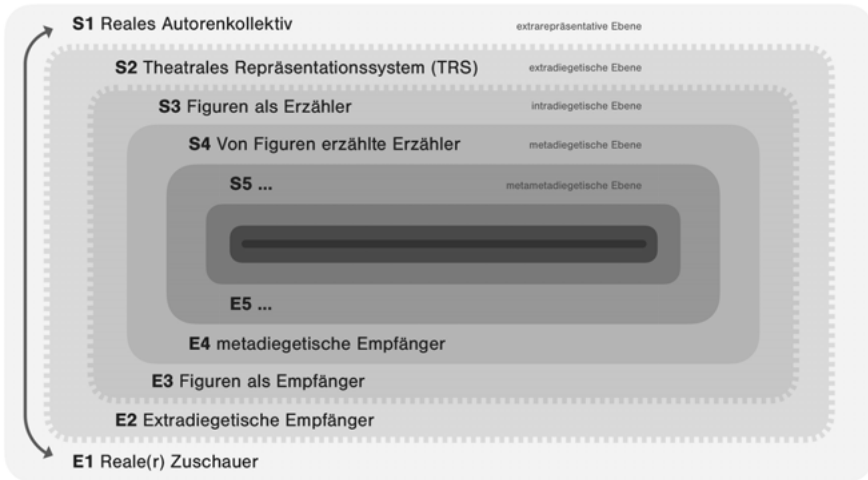 S1 Reales Autorenkollektiv extrarepräsentative Ebene
S2 Theatrales Repräsentationssystem (TRS) extradiegetische Ebene
S3 Figuren als Erzähler intradiegetische Ebene
S4 Von Figuren erzählte Erzähler metadiegetische Ebene
S5 ... metametadiegetische Ebene
E5 ...
E4 metadiegetische Empfänger
E3 Figuren als Empfänger
E2 Extradiegetische Empfänger
E1 Reale(r) Zuschauer